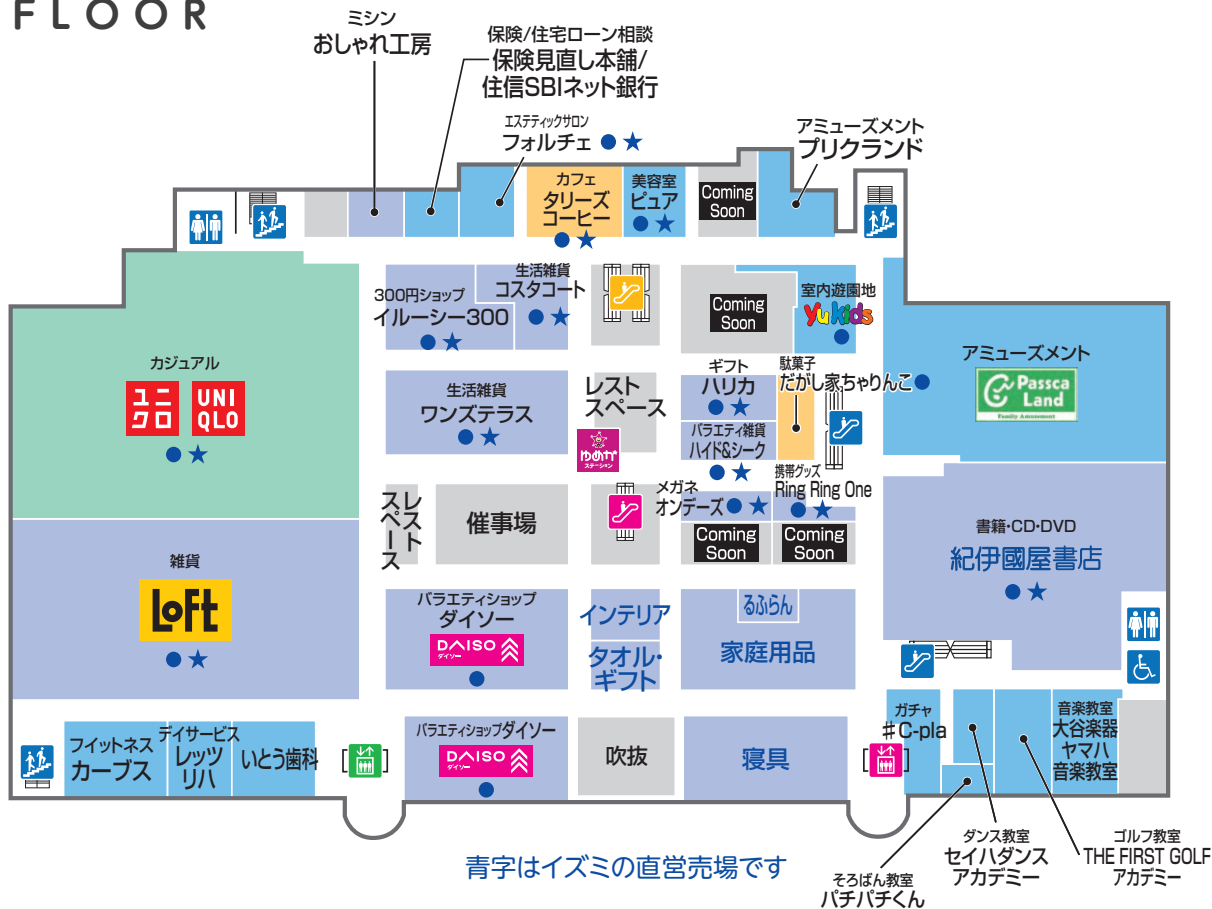 FLOOR
ミシン
おしゃれ工房
保険/住宅ローン相談
保険見直し本舗/
住信SBIネット銀行
エステティックサロン
フォルチェ
アミューズメント
プリクランド
カフェ
タリーズ
コーヒー
美容室
ピュア
Coming
Soon
300円ショップ
イルーシー300
生活雑貨
コスタコート
Coming
Soon
室内遊園地
Yukids
カジュアル
ユニ
クロ
UNI
QLO
生活雑貨
ワンズテラス
レスト
スペース
ゆめか
ステーション
ギフト
ハリカ
駄菓子
だがし家ちゃりんこ
バラエティ雑貨
ハイド&シーク
アミューズメント
Passca
Land
Family Amusement
レスト
スペース
催事場
メガネ
オンデーズ
携帯グッズ
Ring Ring One
Coming
Soon
Coming
Soon
書籍・CD・DVD
紀伊國屋書店
雑貨
LoFt
バラエティショップ
ダイソー
DAISO
ダイソー
インテリア
タオル・
ギフト
るふらん
家庭用品
フィットネス
カーブス
デイサービス
レッツ
リハ
いとう歯科
バラエティショップダイソー
DAISO
ダイソー
吹抜
寝具
ガチャ
#C-pla
音楽教室
大谷楽器
ヤマハ
音楽教室
青字はイズミの直営売場です
そろばん教室
パチパチくん
ダンス教室
セイハダンス
アカデミー
ゴルフ教室
THE FIRST GOLF
アカデミー